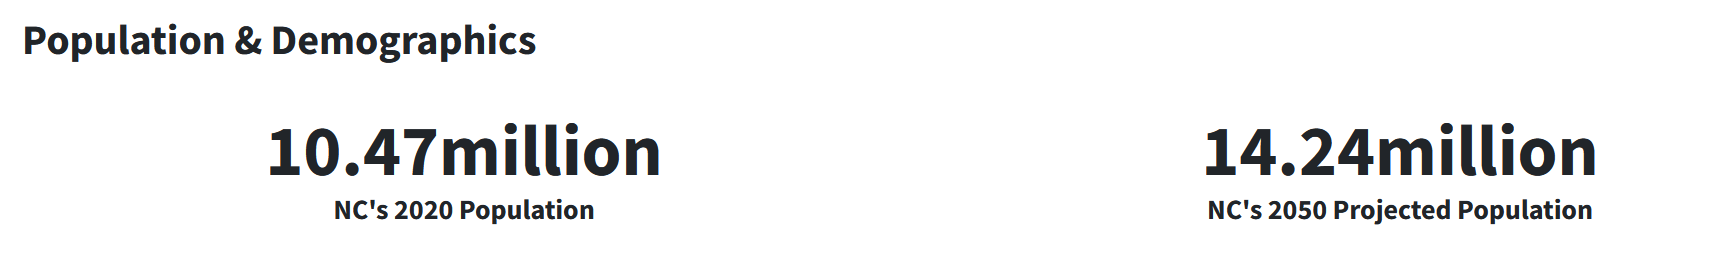 Population & Demographics
10.47million
14.24million
NC's 2020 Population
NC's 2050 Projected Population